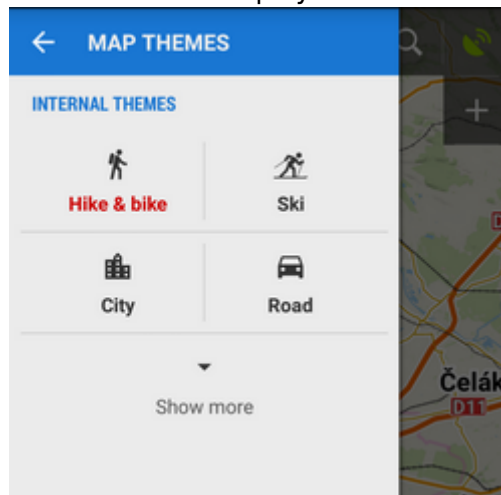 MAP THEMES
INTERNAL THEMES
Hike & bike
Ski
City
Road
Show more
Čelák
D11